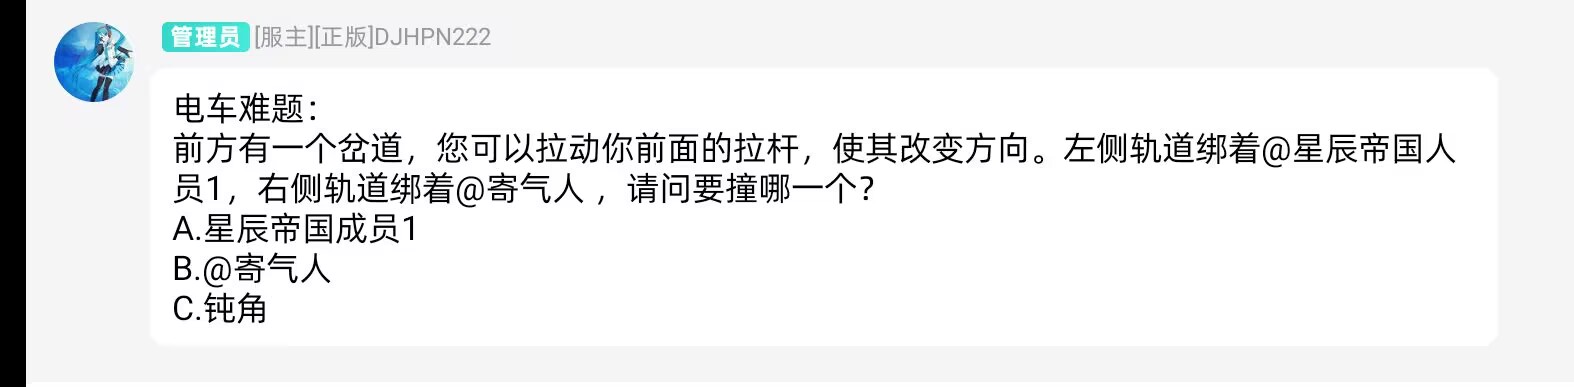 管理员 [服主][正版]DJHPN222
电车难题：
前方有一个岔道，您可以拉动你前面的拉杆，使其改变方向。左侧轨道绑着@星辰帝国人
员1，右侧轨道绑着@寄气人 ，请问要撞哪一个？
A.星辰帝国成员1
B.@寄气人
C.钝角